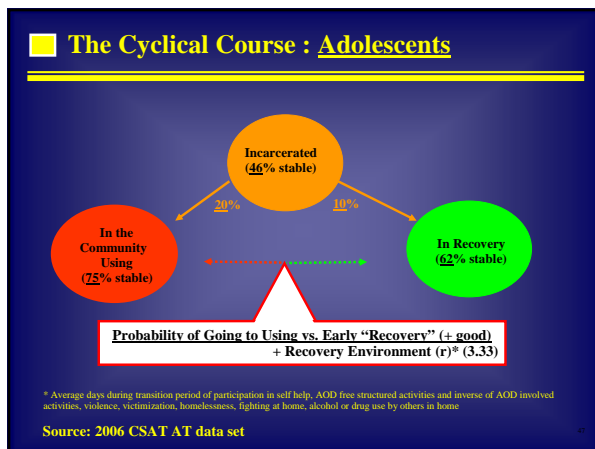 The Cyclical Course : Adolescents
Incarcerated
(46% stable)
20%
10%
In the
Community
Using
(75% stable)
In Recovery
(62% stable)
Probability of Going to Using vs. Early “Recovery” (+ good)
+ Recovery Environment (r)* (3.33)
* Average days during transition period of participation in self help, AOD free structured activities and inverse of AOD involved
activities, violence, victimization, homelessness, fighting at home, alcohol or drug use by others in home
Source: 2006 CSAT AT data set